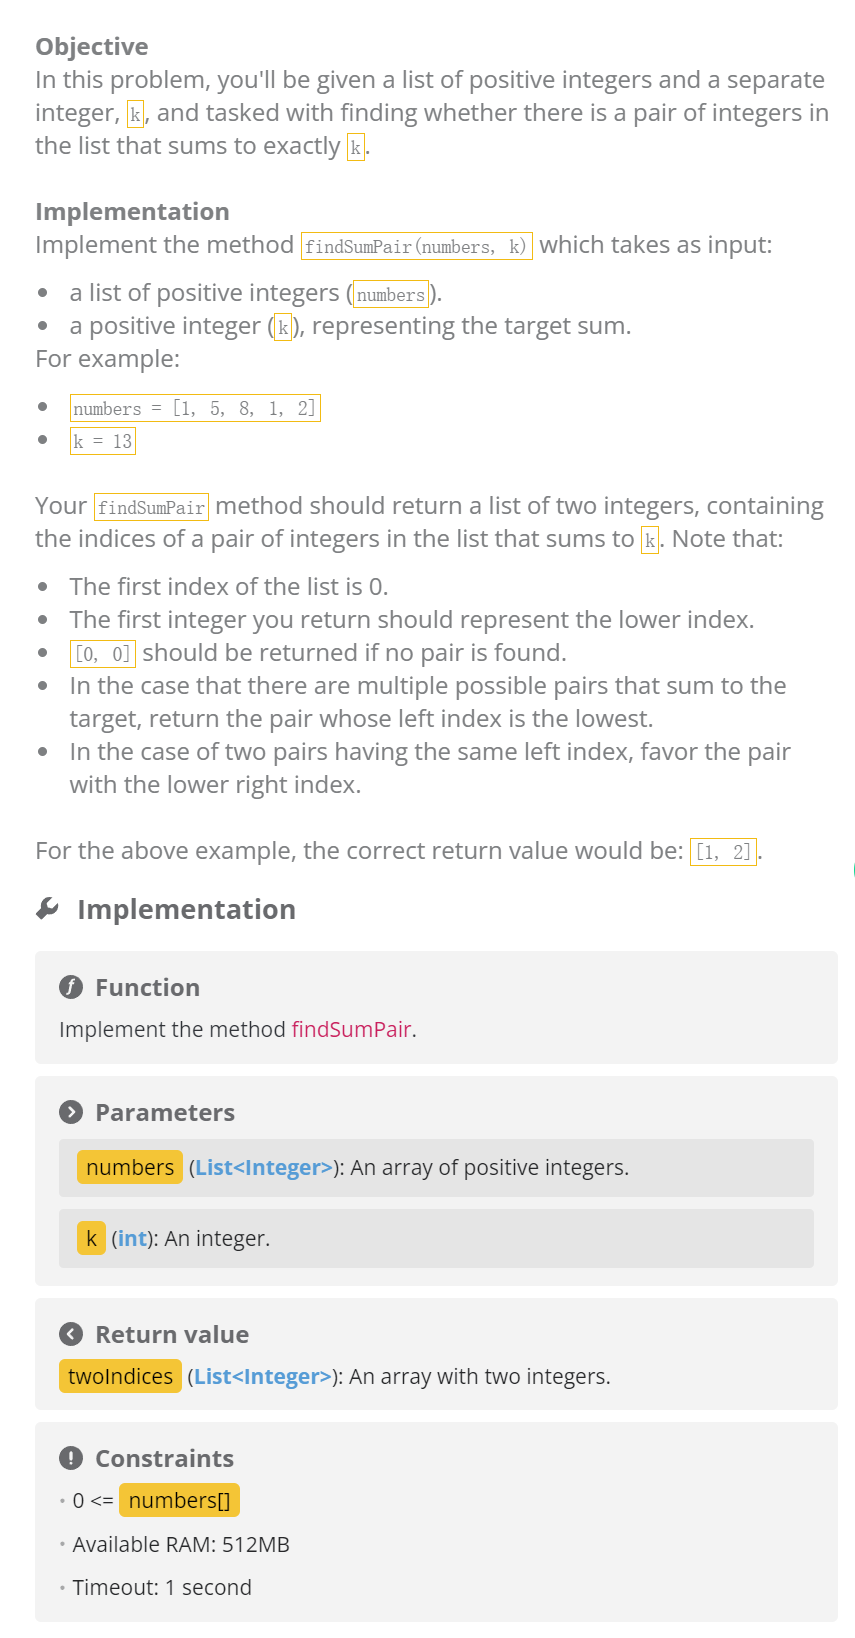 Objective
In this problem, you'll be given a list of positive integers and a separate
integer, k, and tasked with finding whether there is a pair of integers in
the list that sums to exactly k.
Implementation
Implement the method findSumPair(numbers, k) which takes as input:
• a list of positive integers (numbers).
• a positive integer (k), representing the target sum.
For example:
• numbers = [1, 5, 8, 1, 2]
• k = 13
Your findSumPair method should return a list of two integers, containing
the indices of a pair of integers in the list that sums to k. Note that:
• The first index of the list is 0.
• The first integer you return should represent the lower index.
• [0, 0] should be returned if no pair is found.
• In the case that there are multiple possible pairs that sum to the
target, return the pair whose left index is the lowest.
• In the case of two pairs having the same left index, favor the pair
with the lower right index.
For the above example, the correct return value would be: [1, 2].
Implementation
Function
Implement the method findSumPair.
Parameters
numbers (List<Integer>): An array of positive integers.
k (int): An integer.
Return value
twoIndices (List<Integer>): An array with two integers.
Constraints
• 0 <= numbers[]
• Available RAM: 512MB
• Timeout: 1 second